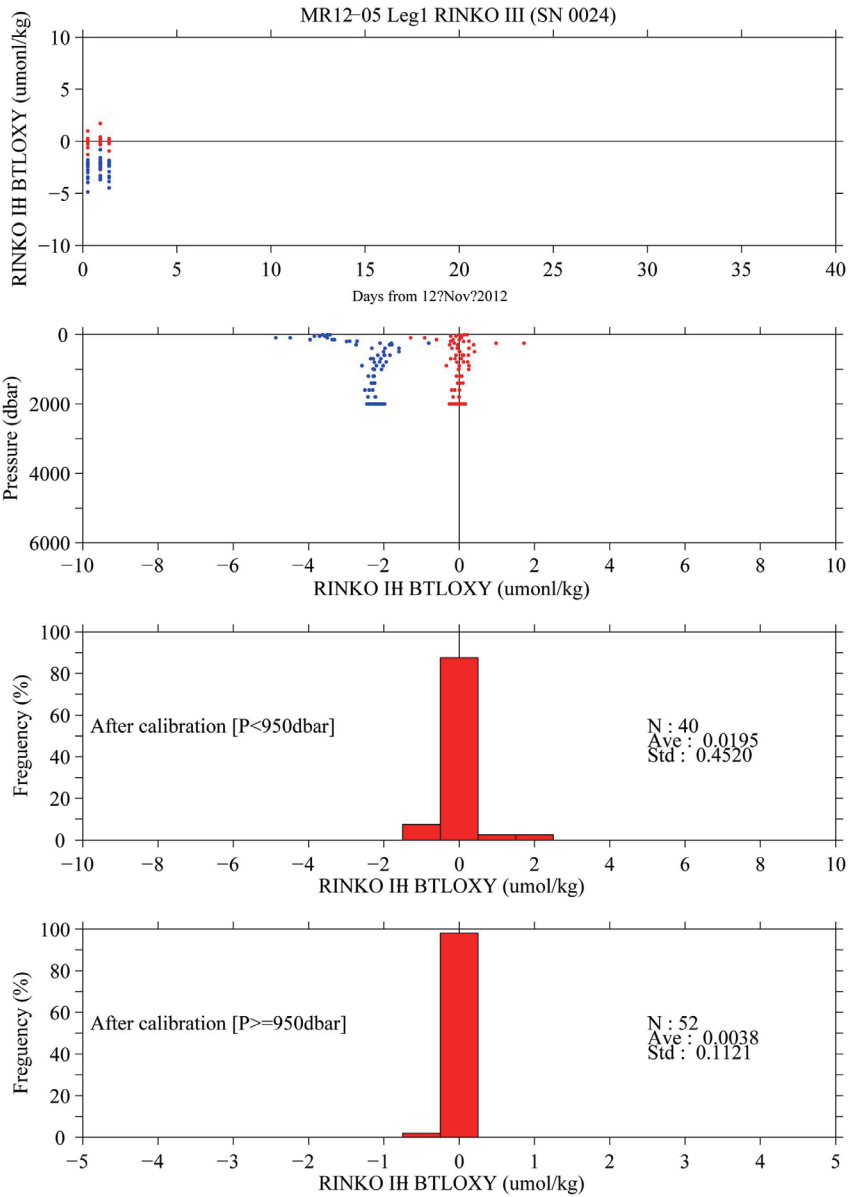 MR12−05 Leg1 RINKO III (SN 0024)
RINKO IH BTLOXY (umonl/kg)
10
5
0
−5
−10
0 5 10 15 20 25 30 35 40
Days from 12?Nov?2012
Pressure (dbar)
0
2000
4000
6000
−10 −8 −6 −4 −2 0 2 4 6 8 10
RINKO IH BTLOXY (umonl/kg)
Freguency (%)
100
80
60
40
20
0
After calibration [P<950dbar]
N : 40
Ave : 0.0195
Std : 0.4520
−10 −8 −6 −4 −2 0 2 4 6 8 10
RINKO IH BTLOXY (umol/kg)
Freguency (%)
100
80
60
40
20
0
After calibration [P>=950dbar]
N : 52
Ave : 0.0038
Std : 0.1121
−5 −4 −3 −2 −1 0 1 2 3 4 5
RINKO IH BTLOXY (umol/kg)